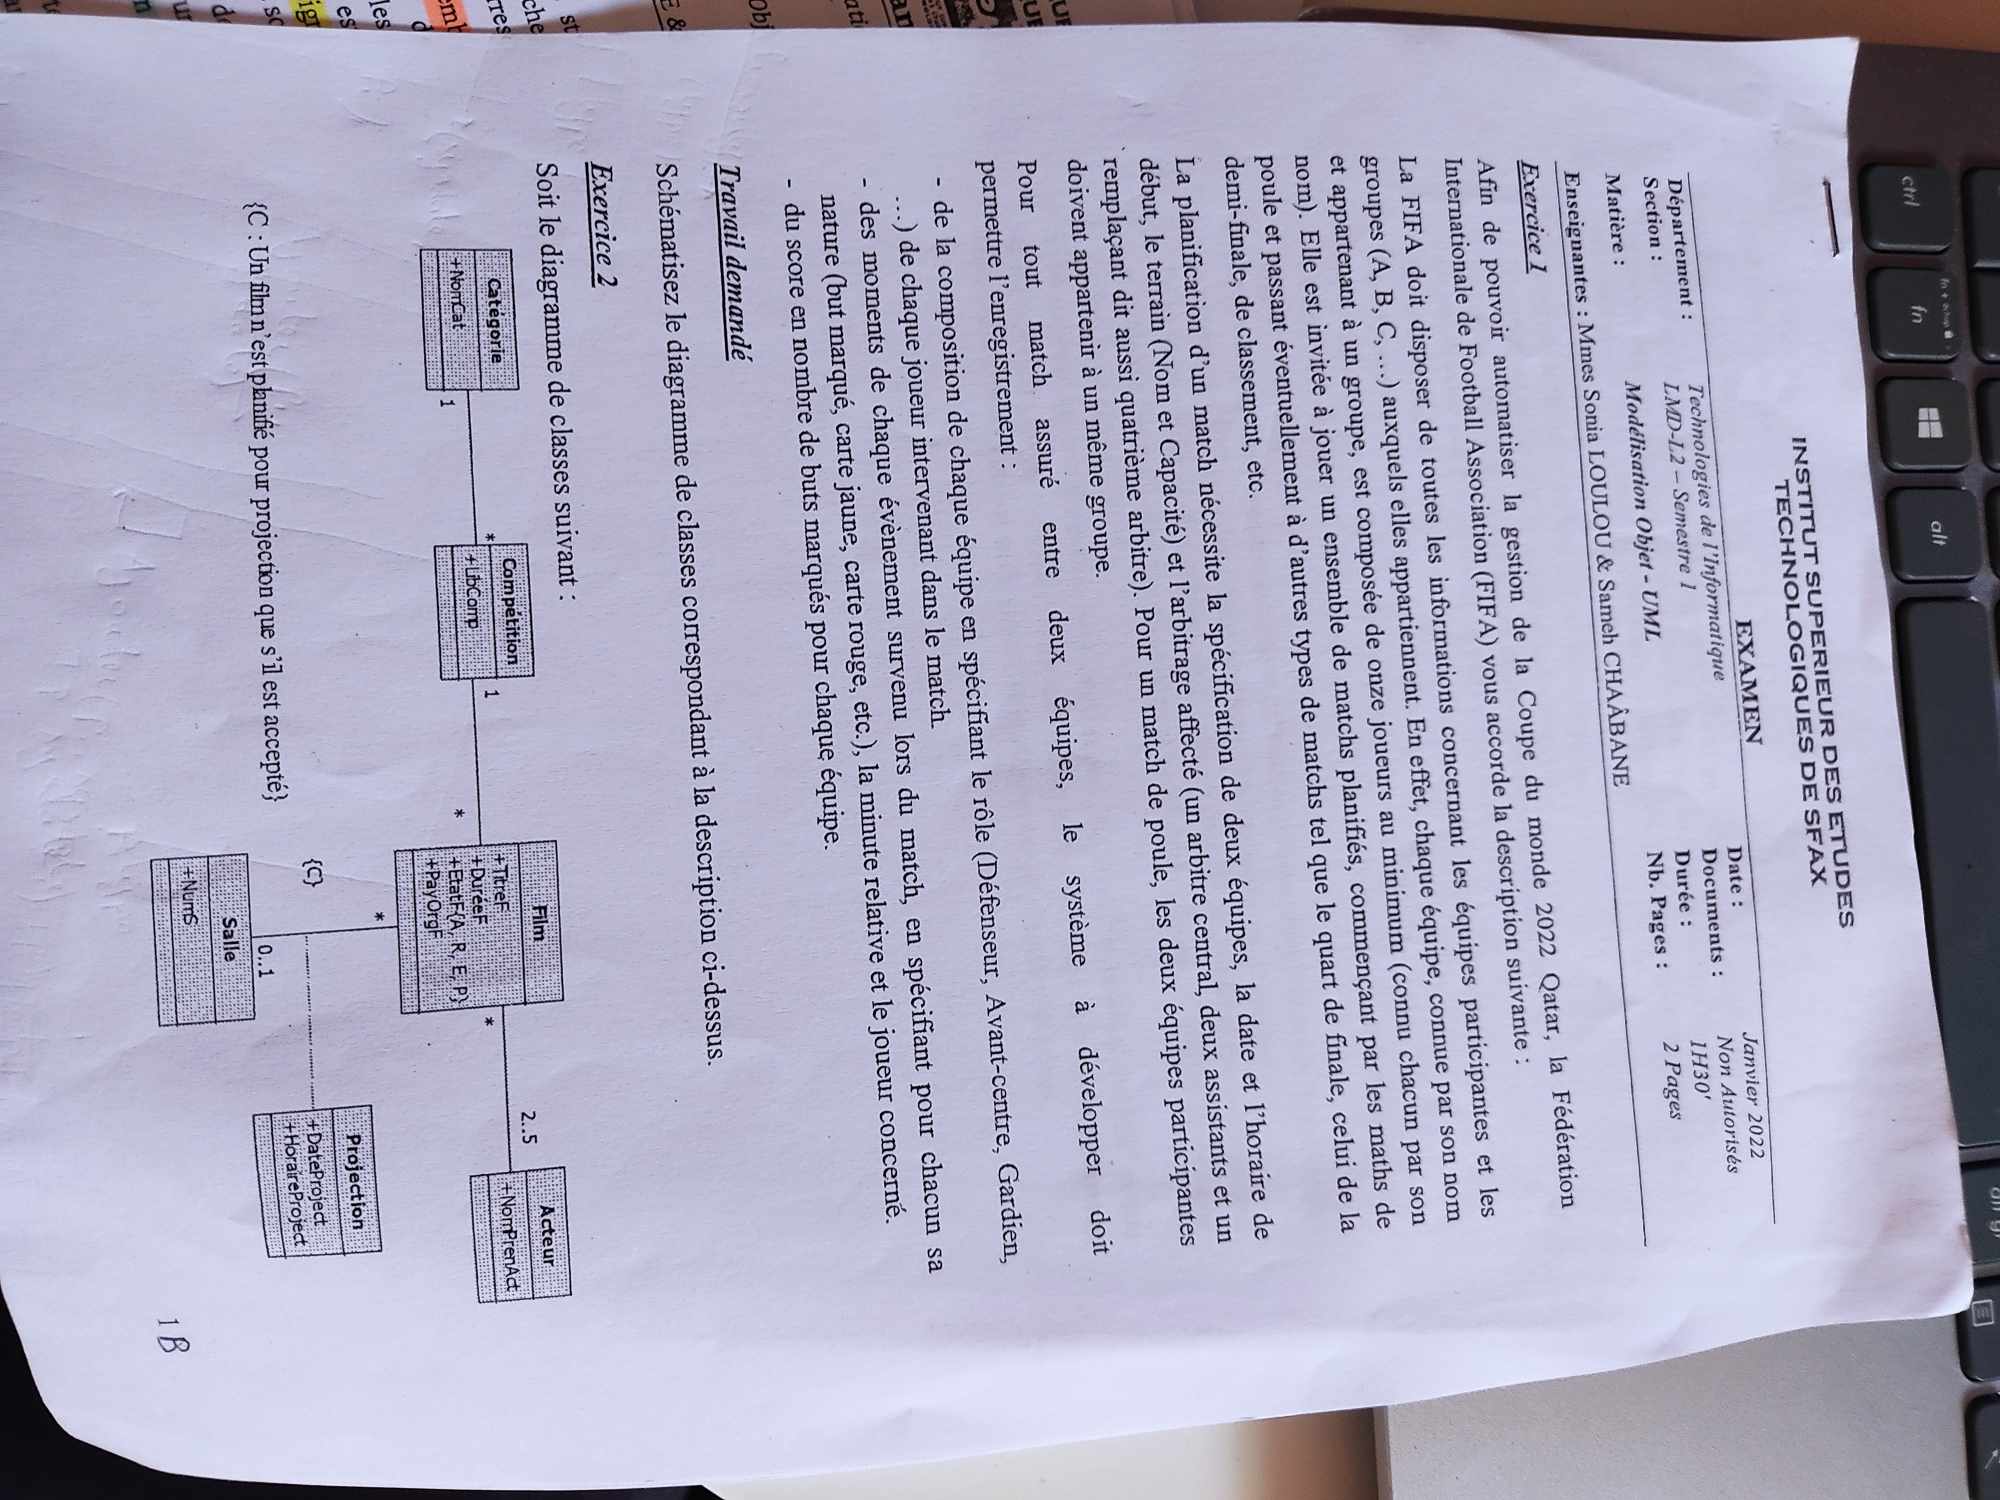 ctrl
fn + échap
fn
alt
alt gr
INSTITUT SUPERIEUR DES ETUDES
TECHNOLOGIQUES DE SFAX
EXAMEN
Département : Technologies de l'Informatique Date : Janvier 2022
Section : LMD-L2 – Semestre 1 Documents : Non Autorisés
Matière : Modélisation Objet - UML Durée : 1H30'
Nb. Pages : 2 Pages
Enseignantes : Mmes Sonia LOULOU & Sameh CHAÂBANE
Exercice 1
Afin de pouvoir automatiser la gestion de la Coupe du monde 2022 Qatar, la Fédération
Internationale de Football Association (FIFA) vous accorde la description suivante :
La FIFA doit disposer de toutes les informations concernant les équipes participantes et les
groupes (A, B, C, …) auxquels elles appartiennent. En effet, chaque équipe, connue par son nom
et appartenant à un groupe, est composée de onze joueurs au minimum (connu chacun par son
nom). Elle est invitée à jouer un ensemble de matchs planifiés, commençant par les maths de
poule et passant éventuellement à d'autres types de matchs tel que le quart de finale, celui de la
demi-finale, de classement, etc.
La planification d'un match nécessite la spécification de deux équipes, la date et l'horaire de
début, le terrain (Nom et Capacité) et l'arbitrage affecté (un arbitre central, deux assistants et un
remplaçant dit aussi quatrième arbitre). Pour un match de poule, les deux équipes participantes
doivent appartenir à un même groupe.
Pour tout match assuré entre deux équipes, le système à développer doit
permettre l'enregistrement :
- de la composition de chaque équipe en spécifiant le rôle (Défenseur, Avant-centre, Gardien,
…) de chaque joueur intervenant dans le match.
- des moments de chaque évènement survenu lors du match, en spécifiant pour chacun sa
nature (but marqué, carte jaune, carte rouge, etc.), la minute relative et le joueur concerné.
- du score en nombre de buts marqués pour chaque équipe.
Travail demandé
Schématisez le diagramme de classes correspondant à la description ci-dessus.
Exercice 2
Soit le diagramme de classes suivant :
Catégorie
+NomCat
1
*
Compétition
+LibComp
1
*
Film
+TitreF
+DuréeF
+EtatF{A, R, E, P}
+PayOrgF
*
2..5
Acteur
+NomPrenAct
*
{C}
Projection
+DateProject
+HoraireProject
{C : Un film n'est planifié pour projection que s'il est accepté}
0..1
Salle
+NumS
1B